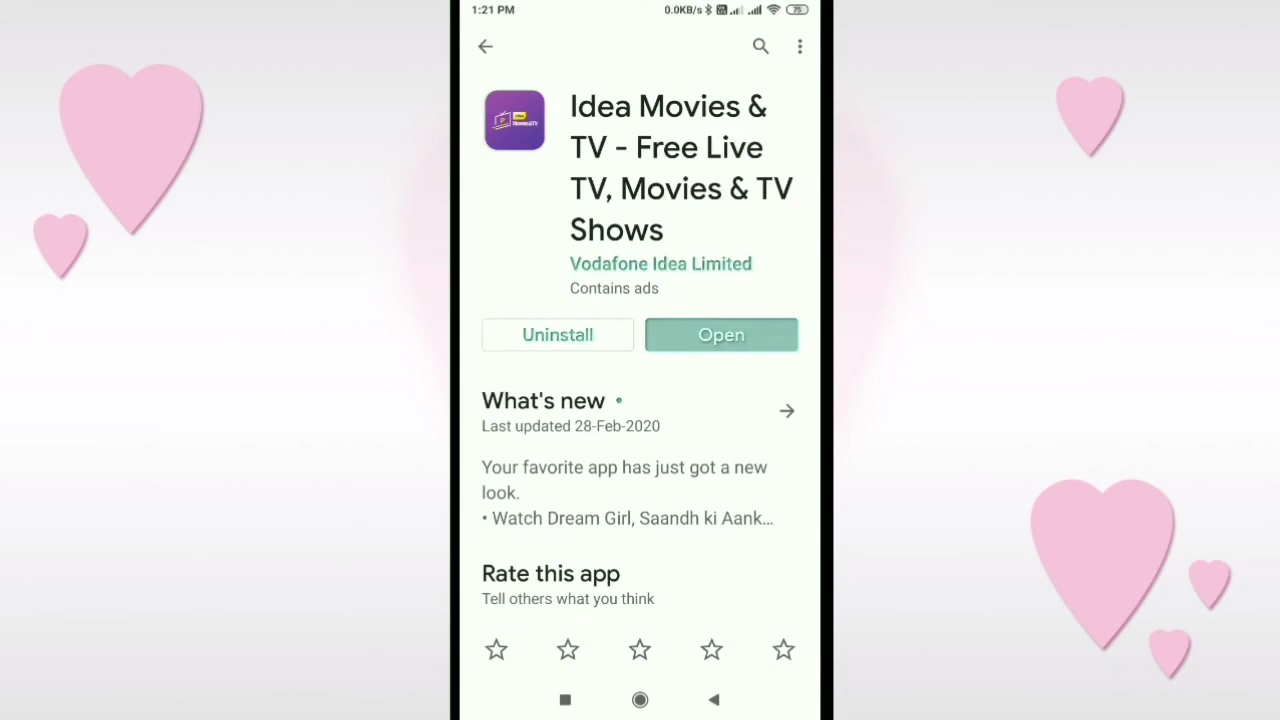 1:21 PM 0.0KB/s 75
Idea Movies &
TV - Free Live
TV, Movies & TV
Shows
Vodafone Idea Limited
Contains ads
Uninstall Open
What's new
Last updated 28-Feb-2020
Your favorite app has just got a new
look.
• Watch Dream Girl, Saandh ki Aank...
Rate this app
Tell others what you think